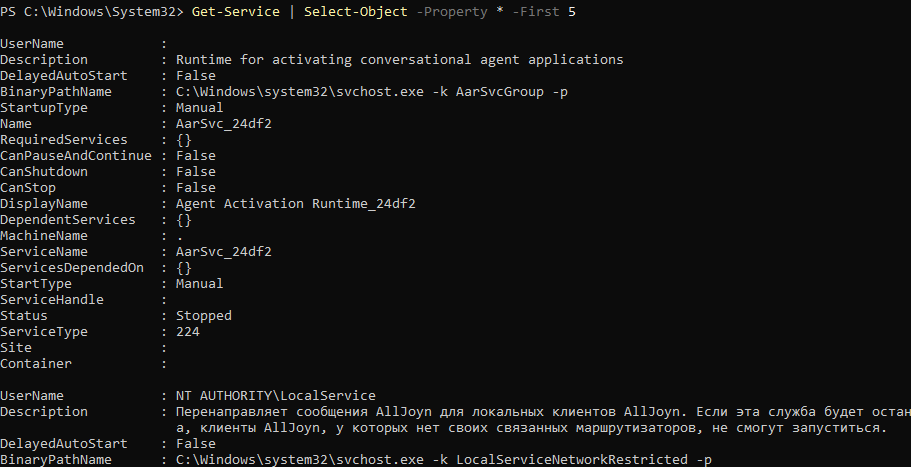 PS C:\Windows\System32> Get-Service | Select-Object -Property * -First 5
UserName :
Description : Runtime for activating conversational agent applications
DelayedAutoStart : False
BinaryPathName : C:\Windows\system32\svchost.exe -k AarSvcGroup -p
StartupType : Manual
Name : AarSvc_24df2
RequiredServices : {}
CanPauseAndContinue : False
CanShutdown : False
CanStop : False
DisplayName : Agent Activation Runtime_24df2
DependentServices : {}
MachineName : .
ServiceName : AarSvc_24df2
ServicesDependedOn : {}
StartType : Manual
ServiceHandle :
Status : Stopped
ServiceType : 224
Site :
Container :
UserName : NT AUTHORITY\LocalService
Description : Перенаправляет сообщения AllJoyn для локальных клиентов AllJoyn. Если эта служба будет остан
а, клиенты AllJoyn, у которых нет своих связанных маршрутизаторов, не смогут запуститься.
DelayedAutoStart : False
BinaryPathName : C:\Windows\system32\svchost.exe -k LocalServiceNetworkRestricted -p